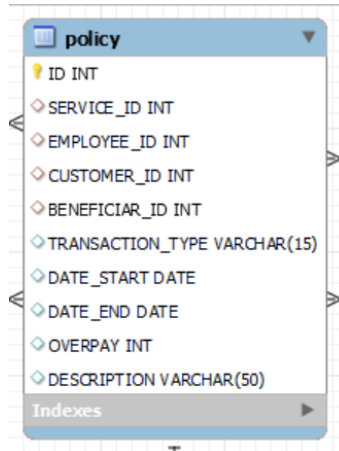 policy
ID INT
SERVICE_ID INT
EMPLOYEE_ID INT
CUSTOMER_ID INT
BENEFICIAR_ID INT
TRANSACTION_TYPE VARCHAR(15)
DATE_START DATE
DATE_END DATE
OVERPAY INT
DESCRIPTION VARCHAR(50)
Indexes